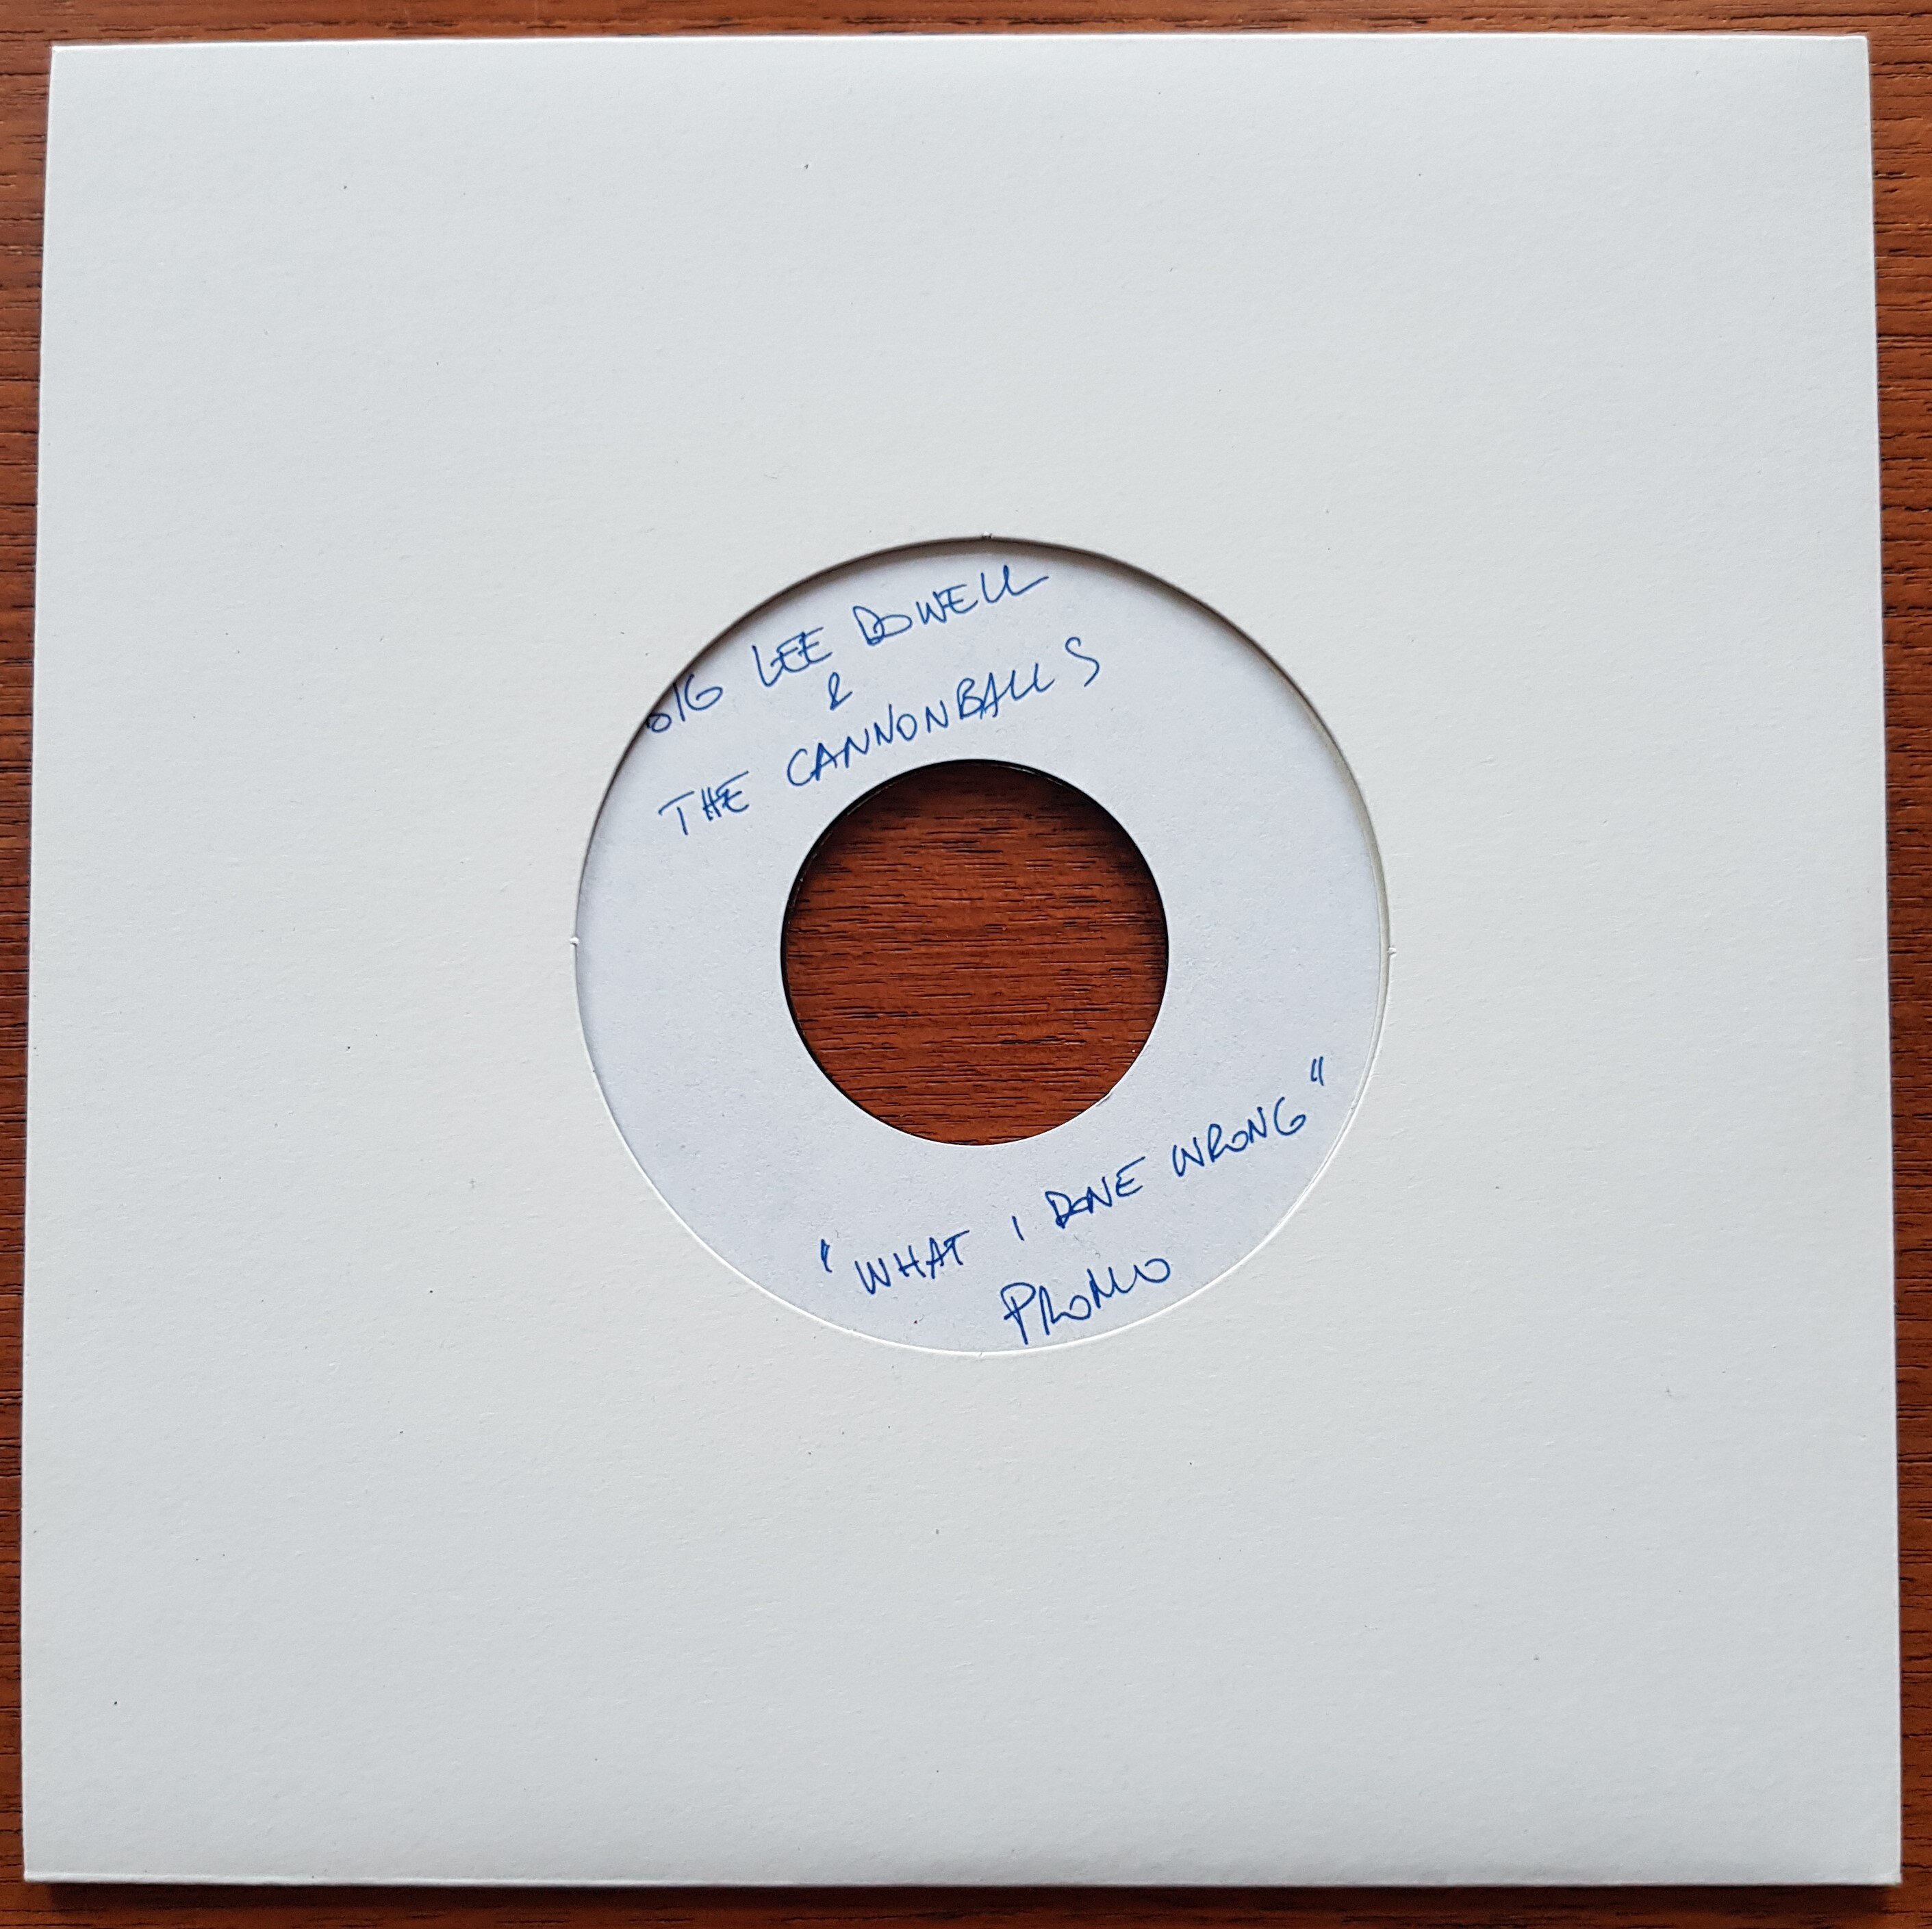 BIG LEE DOWELL
&
THE CANNONBALLS
"WHAT I DONE WRONG"
PROMO